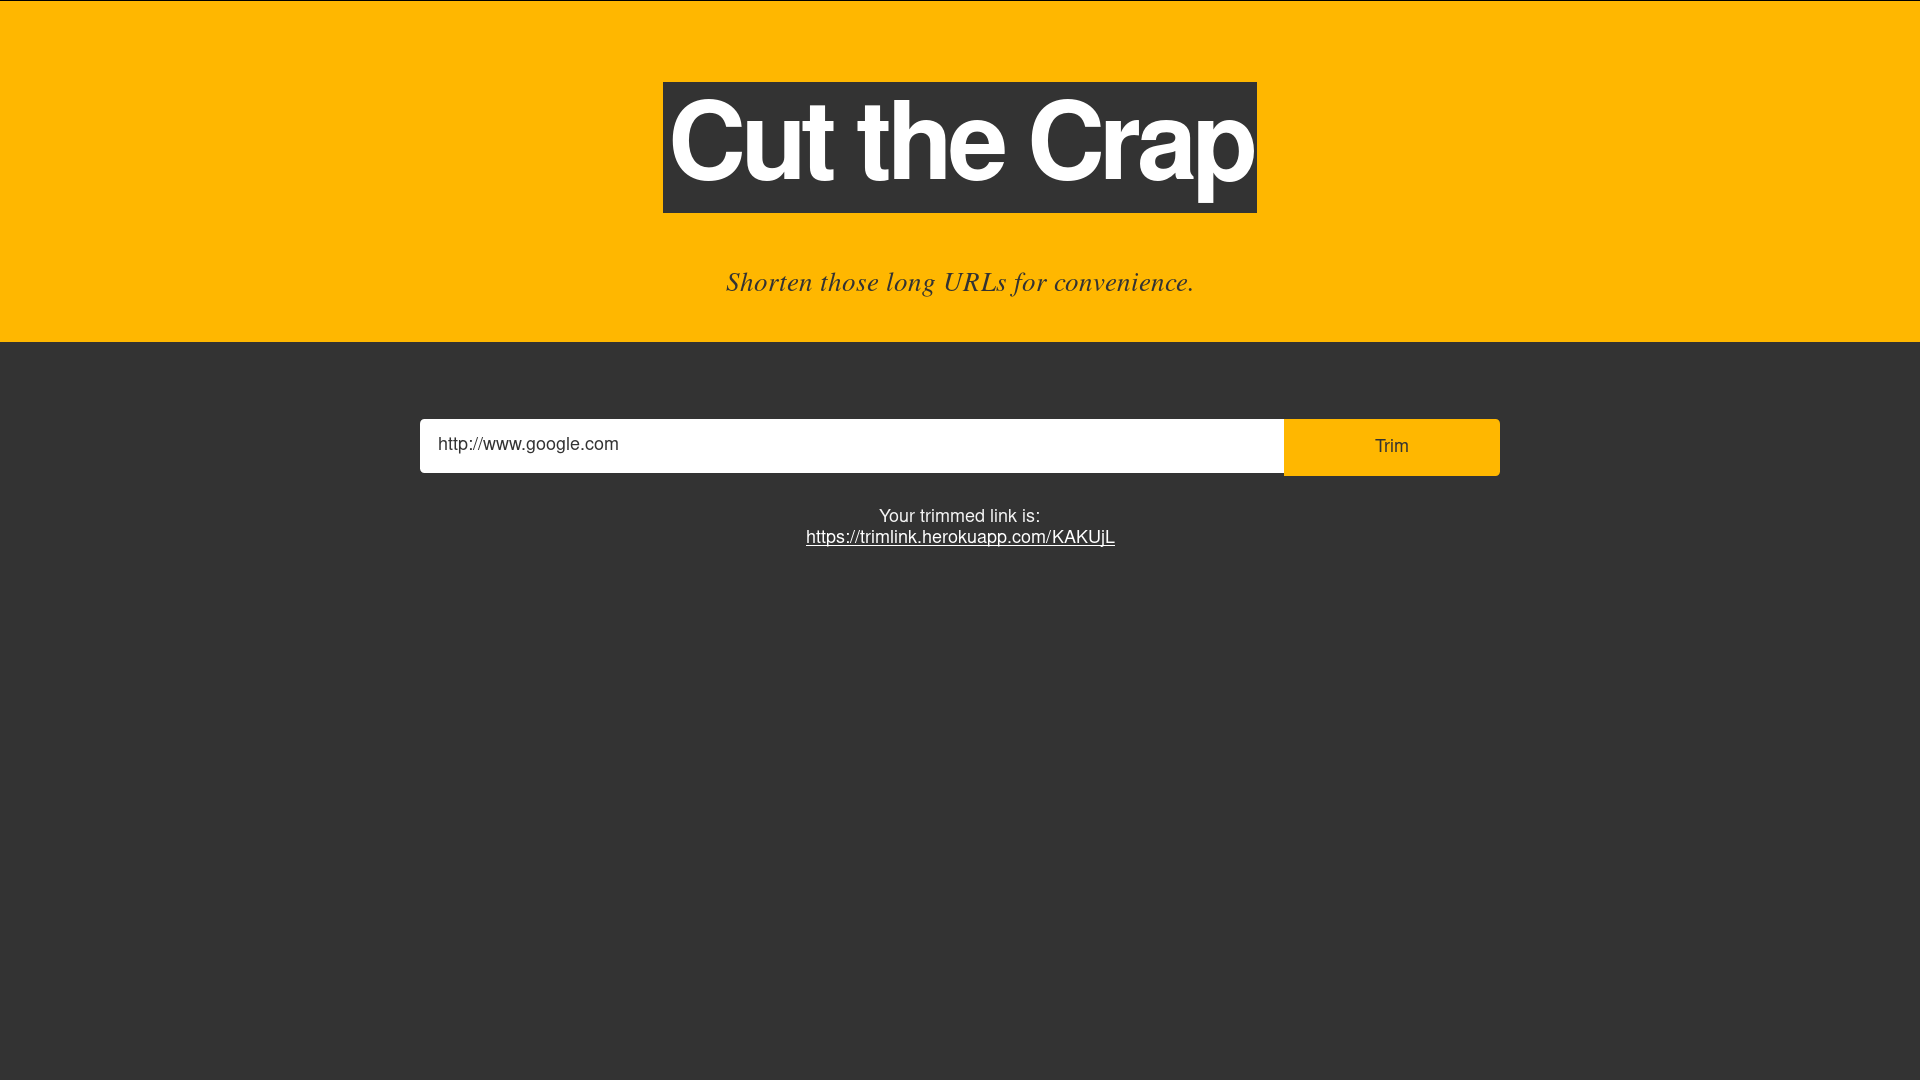 Cut the Crap
Shorten those long URLs for convenience.
http://www.google.com
Trim
Your trimmed link is:
https://trimlink.herokuapp.com/KAKUjL